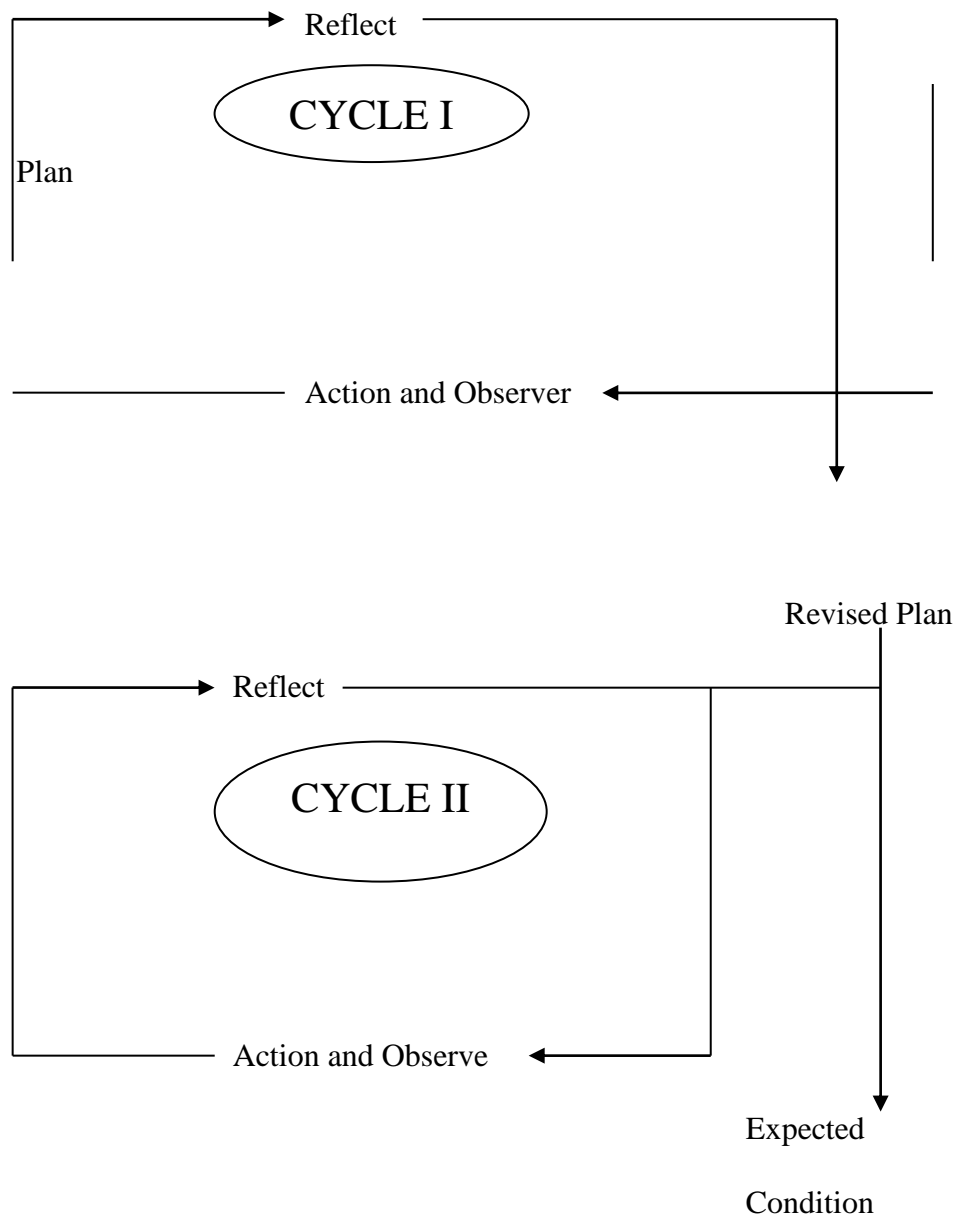 Reflect
CYCLE I
Plan
Action and Observer
Revised Plan
Reflect
CYCLE II
Action and Observe
Expected
Condition